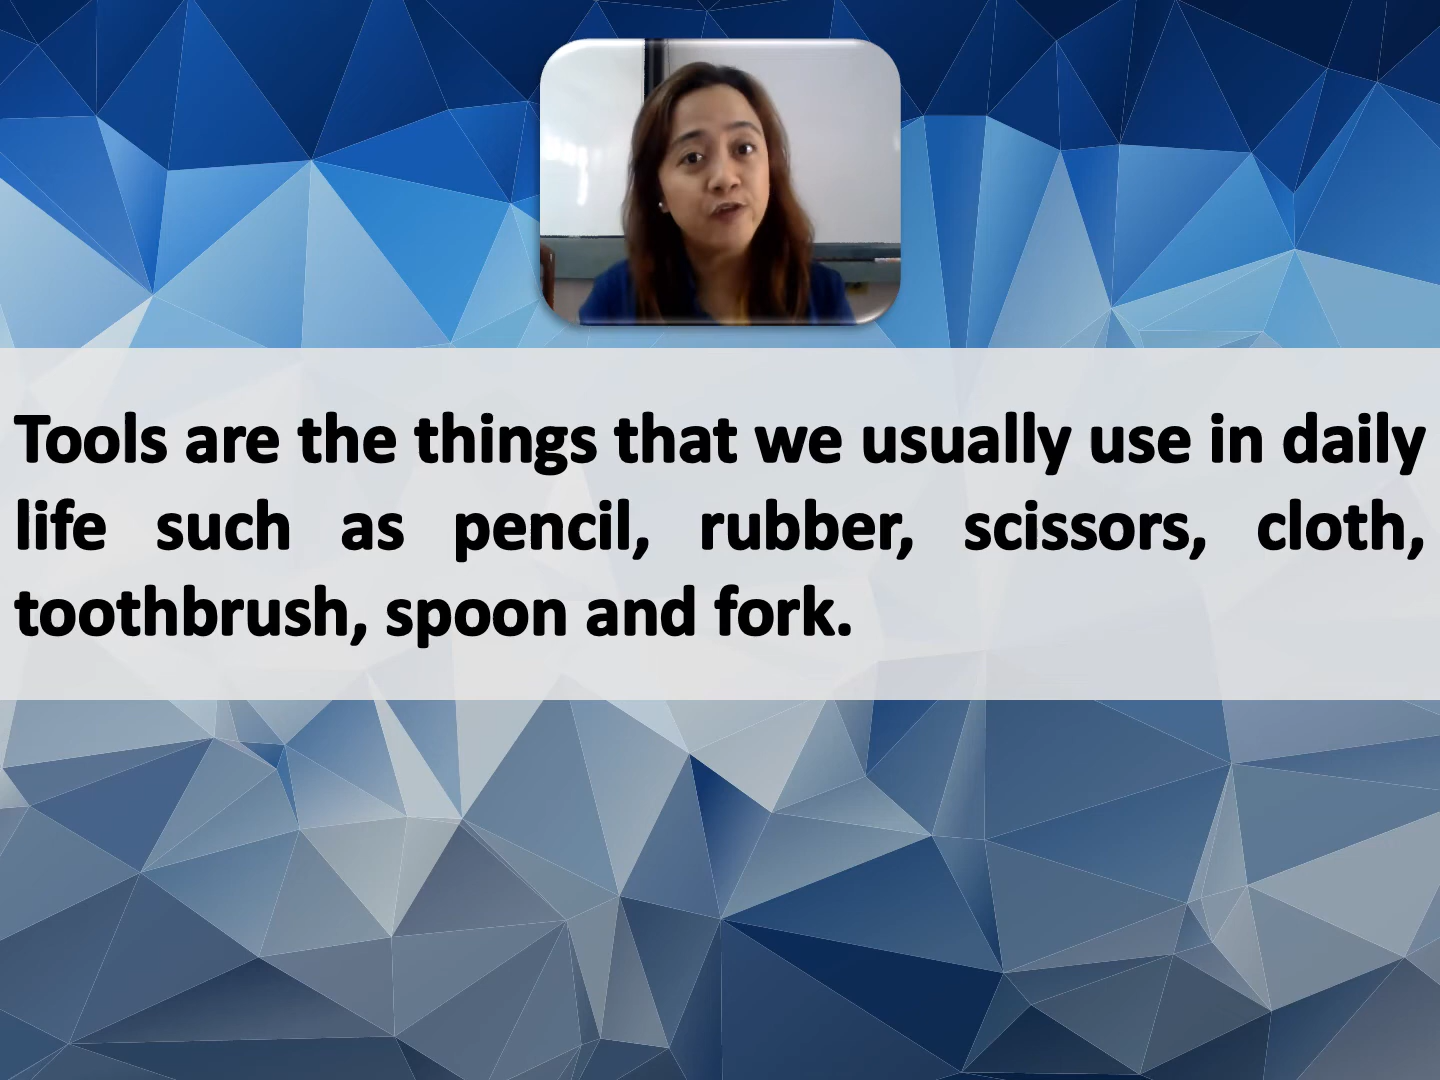 Tools are the things that we usually use in daily
life such as pencil, rubber, scissors, cloth,
toothbrush, spoon and fork.